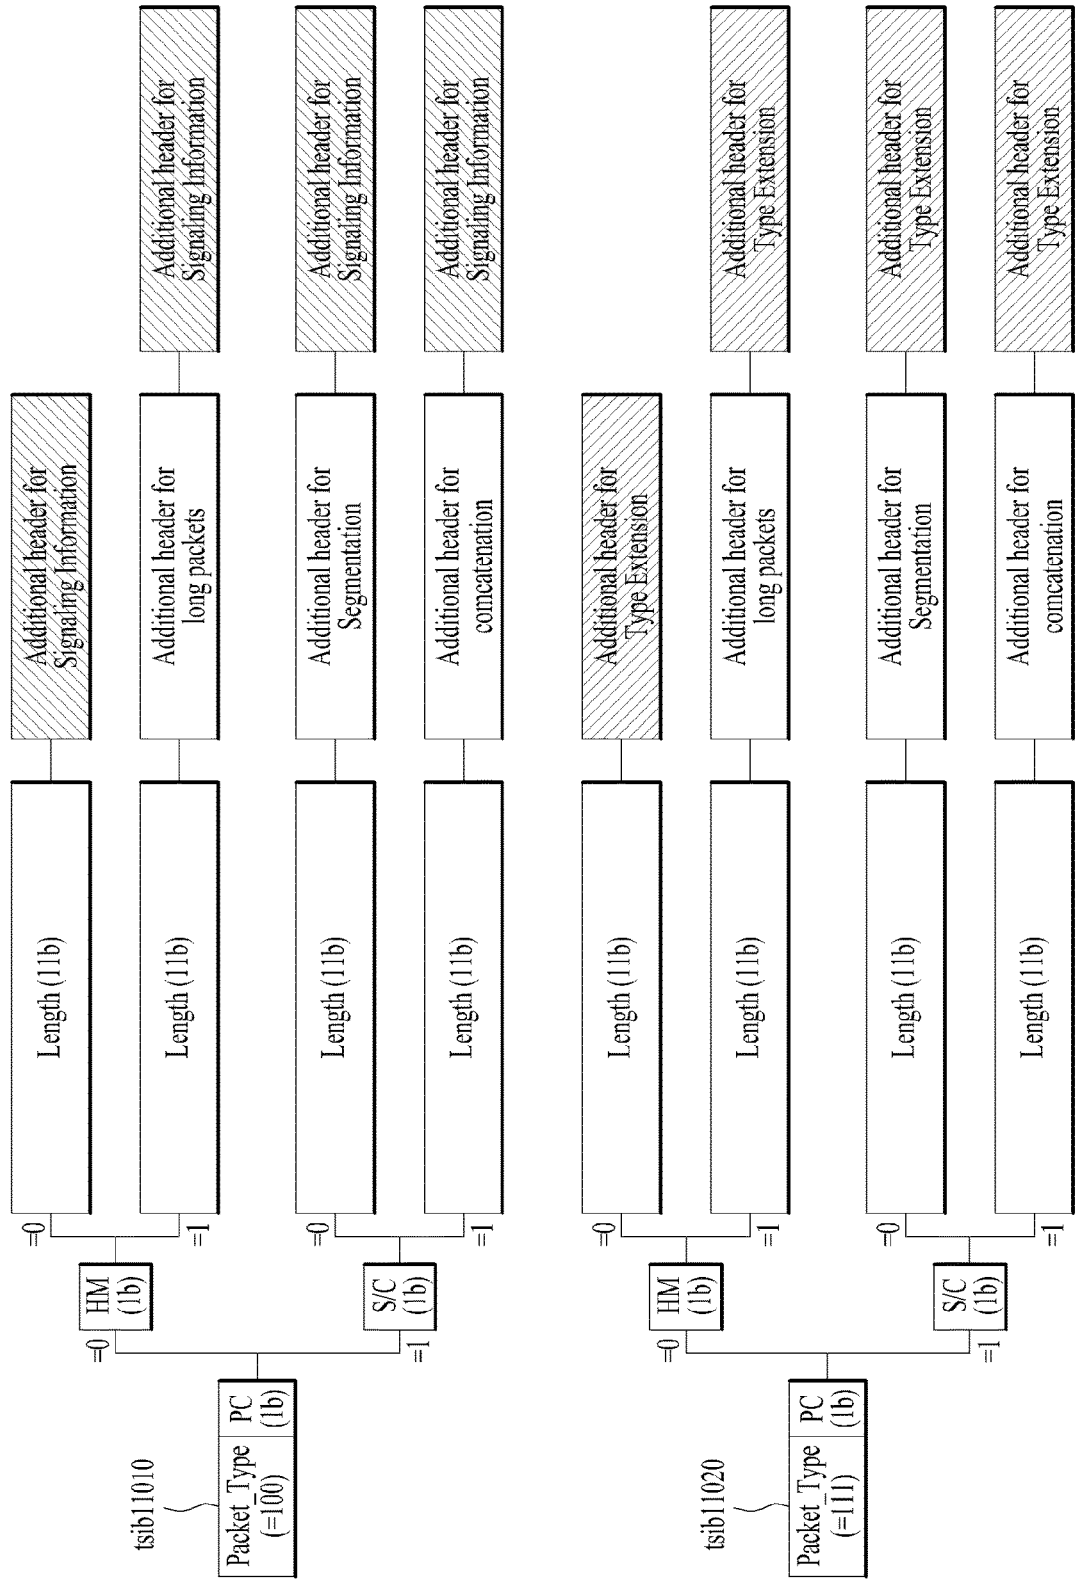 tsib11010
Packet_Type
(=100)
PC
(1b)
=0
HM
(1b)
=0
Length (11b)
Additional header for
Signaling Information
=1
Length (11b)
Additional header for
long packets
Additional header for
Signaling Information
=1
S/C
(1b)
=0
Length (11b)
Additional header for
Segmentation
Additional header for
Signaling Information
=1
Length (11b)
Additional header for
comcatenation
Additional header for
Signaling Information
tsib11020
Packet_Type
(=111)
PC
(1b)
=0
HM
(1b)
=0
Length (11b)
Additional header for
Type Extension
=1
Length (11b)
Additional header for
long packets
Additional header for
Type Extension
=1
S/C
(1b)
=0
Length (11b)
Additional header for
Segmentation
Additional header for
Type Extension
=1
Length (11b)
Additional header for
comcatenation
Additional header for
Type Extension